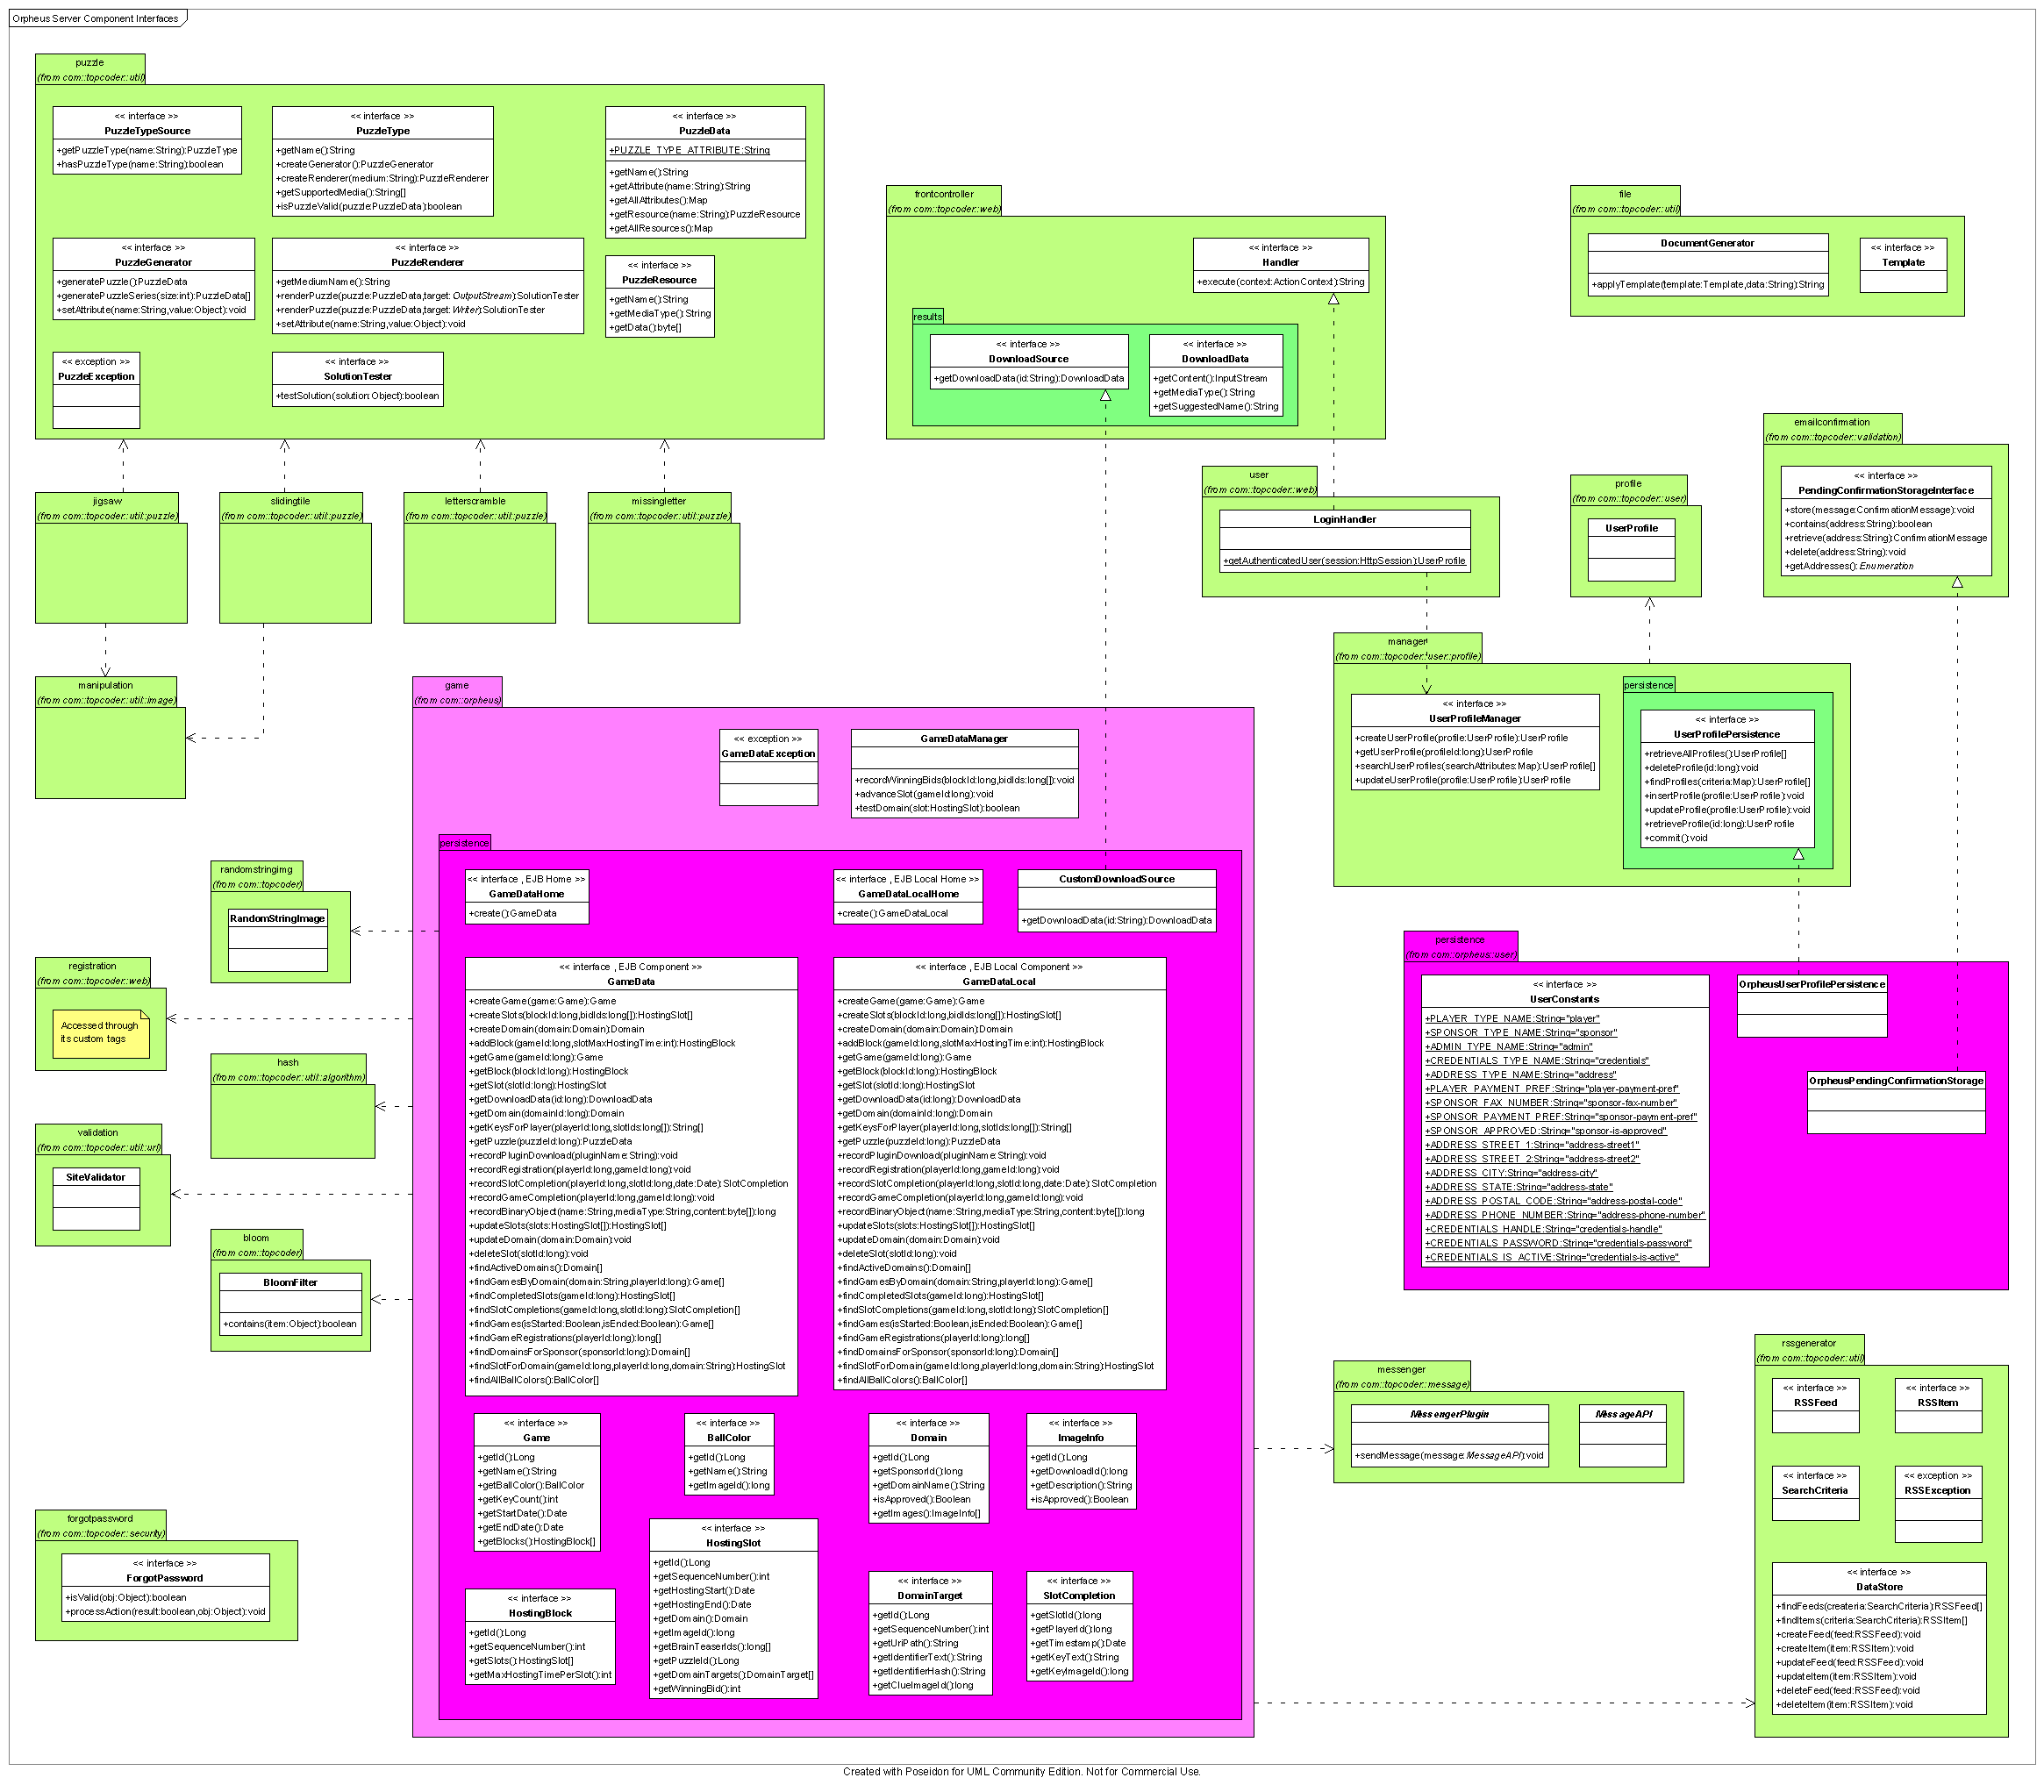 Orpheus Server Component Interfaces
puzzle
(from com::topcoder::util)
<< interface >>
PuzzleTypeSource
+getPuzzleType(name:String):PuzzleType
+hasPuzzleType(name:String):boolean
<< interface >>
PuzzleType
+getName():String
+createGenerator():PuzzleGenerator
+createRenderer(medium:String):PuzzleRenderer
+getSupportedMedia():String[]
+isPuzzleValid(puzzle:PuzzleData):boolean
<< interface >>
PuzzleData
+PUZZLE_TYPE_ATTRIBUTE:String
+getName():String
+getAttribute(name:String):String
+getAllAttributes():Map
+getResource(name:String):PuzzleResource
+getAllResources():Map
<< interface >>
PuzzleGenerator
+generatePuzzle():PuzzleData
+generatePuzzleSeries(size:int):PuzzleData[]
+setAttribute(name:String,value:Object):void
<< interface >>
PuzzleRenderer
+getMediumName():String
+renderPuzzle(puzzle:PuzzleData,target:OutputStream):SolutionTester
+renderPuzzle(puzzle:PuzzleData,target:Writer):SolutionTester
+setAttribute(name:String,value:Object):void
<< interface >>
PuzzleResource
+getName():String
+getMediaType():String
+getData():byte[]
<< exception >>
PuzzleException
<< interface >>
SolutionTester
+testSolution(solution:Object):boolean
frontcontroller
(from com::topcoder::web)
<< interface >>
Handler
+execute(context:ActionContext):String
results
<< interface >>
DownloadSource
+getDownloadData(id:String):DownloadData
<< interface >>
DownloadData
+getContent():InputStream
+getMediaType():String
+getSuggestedName():String
file
(from com::topcoder::util)
DocumentGenerator
+applyTemplate(template:Template,data:String):String
<< interface >>
Template
emailconfirmation
(from com::topcoder::validation)
<< interface >>
PendingConfirmationStorageInterface
+store(message:ConfirmationMessage):void
+contains(address:String):boolean
+retrieve(address:String):ConfirmationMessage
+delete(address:String):void
+getAddresses():Enumeration
user
(from com::topcoder::web)
LoginHandler
+getAuthenticatedUser(session:HttpSession):UserProfile
profile
(from com::topcoder::user)
UserProfile
jigsaw
(from com::topcoder::util::puzzle)
slidingtile
(from com::topcoder::util::puzzle)
letterscramble
(from com::topcoder::util::puzzle)
missingletter
(from com::topcoder::util::puzzle)
manipulation
(from com::topcoder::util::image)
manager
(from com::topcoder::user::profile)
<< interface >>
UserProfileManager
+createUserProfile(profile:UserProfile):UserProfile
+getUserProfile(profileId:long):UserProfile
+searchUserProfiles(searchAttributes:Map):UserProfile[]
+updateUserProfile(profile:UserProfile):UserProfile
persistence
<< interface >>
UserProfilePersistence
+retrieveAllProfiles():UserProfile[]
+deleteProfile(id:long):void
+findProfiles(criteria:Map):UserProfile[]
+insertProfile(profile:UserProfile):void
+updateProfile(profile:UserProfile):void
+retrieveProfile(id:long):UserProfile
+commit():void
game
(from com::orpheus)
<< exception >>
GameDataException
GameDataManager
+recordWinningBids(blockId:long,bidIds:long[]):void
+advanceSlot(gameId:long):void
+testDomain(slot:HostingSlot):boolean
persistence
<< interface , EJB Home >>
GameDataHome
+create():GameData
<< interface , EJB Local Home >>
GameDataLocalHome
+create():GameDataLocal
CustomDownloadSource
+getDownloadData(id:String):DownloadData
<< interface , EJB Component >>
GameData
+createGame(game:Game):Game
+createSlots(blockId:long,bidIds:long[]):HostingSlot[]
+createDomain(domain:Domain):Domain
+addBlock(gameId:long,slotMaxHostingTime:int):HostingBlock
+getGame(gameId:long):Game
+getBlock(blockId:long):HostingBlock
+getSlot(slotId:long):HostingSlot
+getDownloadData(id:long):DownloadData
+getDomain(domainId:long):Domain
+getKeysForPlayer(playerId:long,slotIds:long[]):String[]
+getPuzzle(puzzleId:long):PuzzleData
+recordPluginDownload(pluginName:String):void
+recordRegistration(playerId:long,gameId:long):void
+recordSlotCompletion(playerId:long,slotId:long,date:Date):SlotCompletion
+recordGameCompletion(playerId:long,gameId:long):void
+recordBinaryObject(name:String,mediaType:String,content:byte[]):long
+updateSlots(slots:HostingSlot[]):HostingSlot[]
+updateDomain(domain:Domain):void
+deleteSlot(slotId:long):void
+findActiveDomains():Domain[]
+findGamesByDomain(domain:String,playerId:long):Game[]
+findCompletedSlots(gameId:long):HostingSlot[]
+findSlotCompletions(gameId:long,slotId:long):SlotCompletion[]
+findGames(isStarted:Boolean,isEnded:Boolean):Game[]
+findGameRegistrations(playerId:long):long[]
+findDomainsForSponsor(sponsorId:long):Domain[]
+findSlotForDomain(gameId:long,playerId:long,domain:String):HostingSlot
+findAllBallColors():BallColor[]
<< interface , EJB Local Component >>
GameDataLocal
+createGame(game:Game):Game
+createSlots(blockId:long,bidIds:long[]):HostingSlot[]
+createDomain(domain:Domain):Domain
+addBlock(gameId:long,slotMaxHostingTime:int):HostingBlock
+getGame(gameId:long):Game
+getBlock(blockId:long):HostingBlock
+getSlot(slotId:long):HostingSlot
+getDownloadData(id:long):DownloadData
+getDomain(domainId:long):Domain
+getKeysForPlayer(playerId:long,slotIds:long[]):String[]
+getPuzzle(puzzleId:long):PuzzleData
+recordPluginDownload(pluginName:String):void
+recordRegistration(playerId:long,gameId:long):void
+recordSlotCompletion(playerId:long,slotId:long,date:Date):SlotCompletion
+recordGameCompletion(playerId:long,gameId:long):void
+recordBinaryObject(name:String,mediaType:String,content:byte[]):long
+updateSlots(slots:HostingSlot[]):HostingSlot[]
+updateDomain(domain:Domain):void
+deleteSlot(slotId:long):void
+findActiveDomains():Domain[]
+findGamesByDomain(domain:String,playerId:long):Game[]
+findCompletedSlots(gameId:long):HostingSlot[]
+findSlotCompletions(gameId:long,slotId:long):SlotCompletion[]
+findGames(isStarted:Boolean,isEnded:Boolean):Game[]
+findGameRegistrations(playerId:long):long[]
+findDomainsForSponsor(sponsorId:long):Domain[]
+findSlotForDomain(gameId:long,playerId:long,domain:String):HostingSlot
+findAllBallColors():BallColor[]
<< interface >>
Game
+getId():Long
+getName():String
+getBallColor():BallColor
+getKeyCount():int
+getStartDate():Date
+getEndDate():Date
+getBlocks():HostingBlock[]
<< interface >>
BallColor
+getId():Long
+getName():String
+getImageId():long
<< interface >>
Domain
+getId():Long
+getSponsorId():long
+getDomainName():String
+isApproved():Boolean
+getImages():ImageInfo[]
<< interface >>
ImageInfo
+getId():Long
+getDownloadId():long
+getDescription():String
+isApproved():Boolean
<< interface >>
HostingBlock
+getId():Long
+getSequenceNumber():int
+getSlots():HostingSlot[]
+getMaxHostingTimePerSlot():int
<< interface >>
HostingSlot
+getId():Long
+getSequenceNumber():int
+getHostingStart():Date
+getHostingEnd():Date
+getDomain():Domain
+getImageId():long
+getBrainTeaserIds():long[]
+getPuzzleId():Long
+getDomainTargets():DomainTarget[]
+getWinningBid():int
<< interface >>
DomainTarget
+getId():Long
+getSequenceNumber():int
+getUriPath():String
+getIdentifierText():String
+getIdentifierHash():String
+getClueImageId():long
<< interface >>
SlotCompletion
+getSlotId():long
+getPlayerId():long
+getTimestamp():Date
+getKeyText():String
+getKeyImageId():long
randomstringimg
(from com::topcoder)
RandomStringImage
registration
(from com::topcoder::web)
Accessed through
its custom tags
hash
(from com::topcoder::util::algorithm)
validation
(from com::topcoder::util::url)
SiteValidator
bloom
(from com::topcoder)
BloomFilter
+contains(item:Object):boolean
forgotpassword
(from com::topcoder::security)
<< interface >>
ForgotPassword
+isValid(obj:Object):boolean
+processAction(result:boolean,obj:Object):void
persistence
(from com::orpheus::user)
<< interface >>
UserConstants
+PLAYER_TYPE_NAME:String="player"
+SPONSOR_TYPE_NAME:String="sponsor"
+ADMIN_TYPE_NAME:String="admin"
+CREDENTIALS_TYPE_NAME:String="credentials"
+ADDRESS_TYPE_NAME:String="address"
+PLAYER_PAYMENT_PREF:String="player-payment-pref"
+SPONSOR_FAX_NUMBER:String="sponsor-fax-number"
+SPONSOR_PAYMENT_PREF:String="sponsor-payment-pref"
+SPONSOR_APPROVED:String="sponsor-is-approved"
+ADDRESS_STREET_1:String="address-street1"
+ADDRESS_STREET_2:String="address-street2"
+ADDRESS_CITY:String="address-city"
+ADDRESS_STATE:String="address-state"
+ADDRESS_POSTAL_CODE:String="address-postal-code"
+ADDRESS_PHONE_NUMBER:String="address-phone-number"
+CREDENTIALS_HANDLE:String="credentials-handle"
+CREDENTIALS_PASSWORD:String="credentials-password"
+CREDENTIALS_IS_ACTIVE:String="credentials-is-active"
OrpheusUserProfilePersistence
OrpheusPendingConfirmationStorage
messenger
(from com::topcoder::message)
MessengerPlugin
+sendMessage(message:MessageAPI):void
MessageAPI
rssgenerator
(from com::topcoder::util)
<< interface >>
RSSFeed
<< interface >>
RSSItem
<< interface >>
SearchCriteria
<< exception >>
RSSException
<< interface >>
DataStore
+findFeeds(createria:SearchCriteria):RSSFeed[]
+findItems(criteria:SearchCriteria):RSSItem[]
+createFeed(feed:RSSFeed):void
+createItem(item:RSSItem):void
+updateFeed(feed:RSSFeed):void
+updateItem(item:RSSItem):void
+deleteFeed(feed:RSSFeed):void
+deleteItem(item:RSSItem):void
Created with Poseidon for UML Community Edition. Not for Commercial Use.